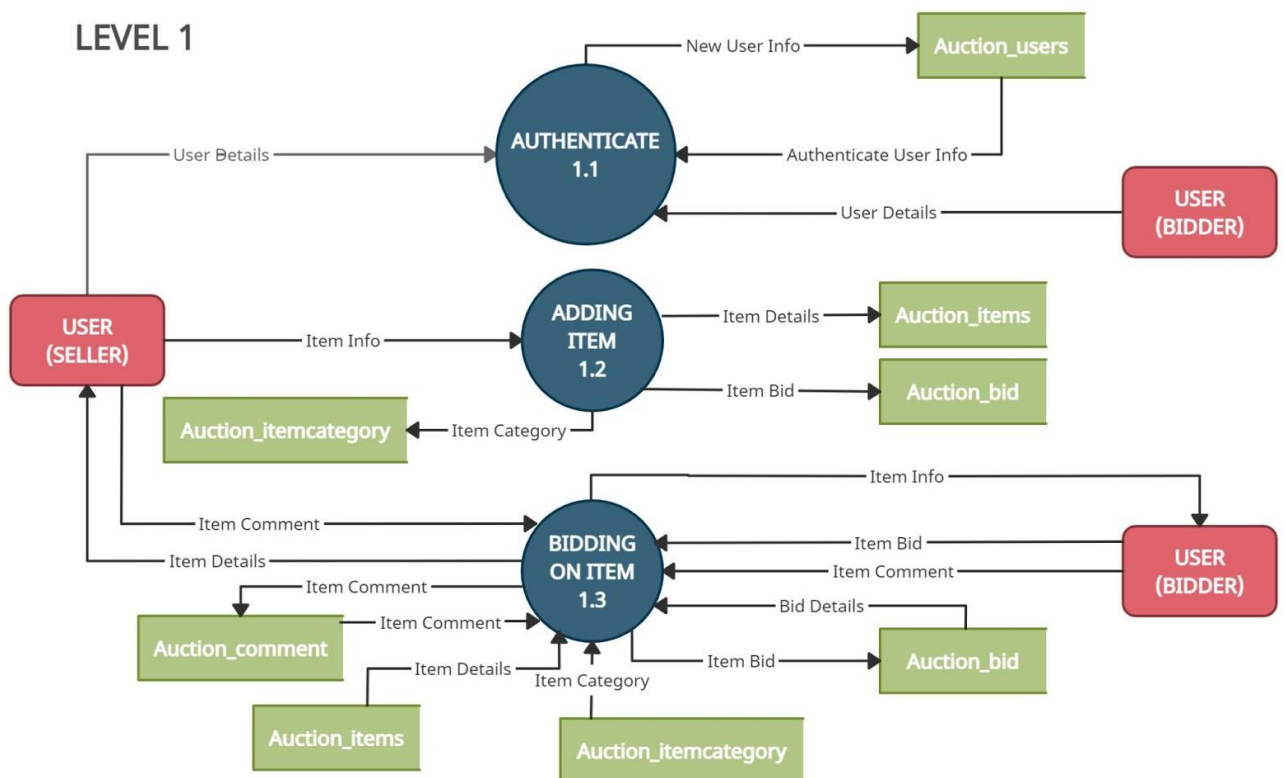 LEVEL 1
New User Info
Auction_users
AUTHENTICATE
1.1
User Details
Authenticate User Info
User Details
USER
(BIDDER)
USER
(SELLER)
Item Info
ADDING
ITEM
1.2
Item Details
Auction_items
Item Bid
Auction_bid
Auction_itemcategory
Item Category
Item Info
Item Comment
Item Details
BIDDING
ON ITEM
1.3
Item Bid
Item Comment
USER
(BIDDER)
Item Comment
Bid Details
Item Comment
Auction_comment
Item Details
Item Category
Item Bid
Auction_bid
Auction_items
Auction_itemcategory